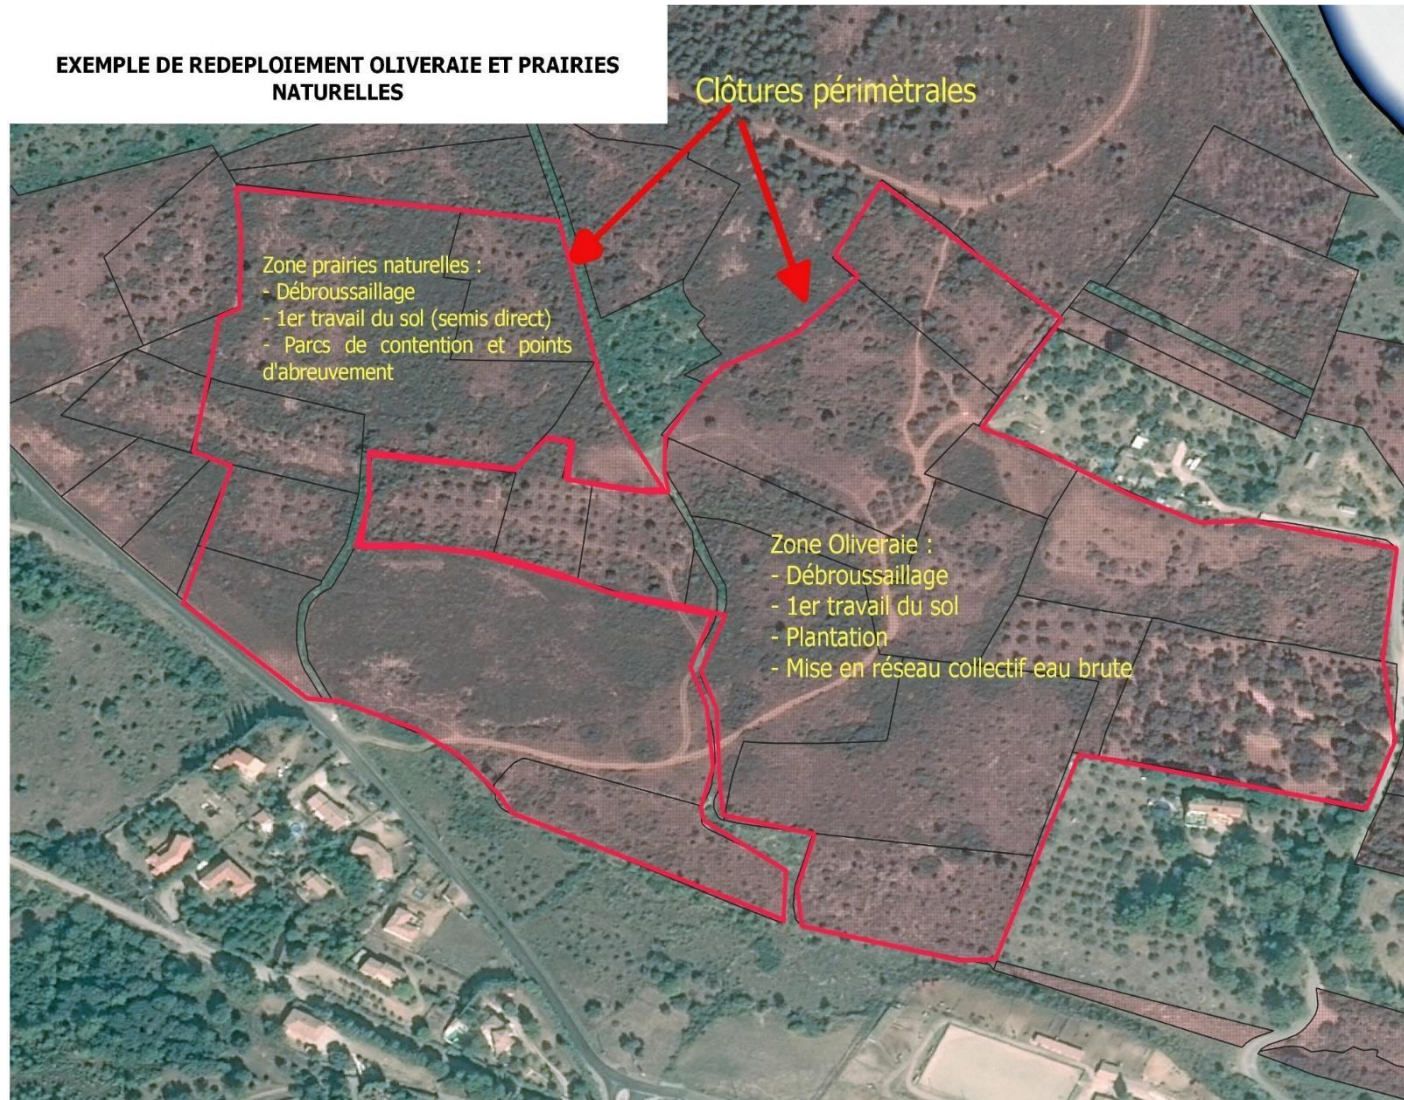 EXEMPLE DE REDEPLOIEMENT OLIVERAIE ET PRAIRIES
NATURELLES
Clôtures périmètrales
Zone prairies naturelles :
- Débroussaillage
- 1er travail du sol (semis direct)
- Parcs de contention et points
d'abreuvement
Zone Oliveraie :
- Débroussaillage
- 1er travail du sol
- Plantation
- Mise en réseau collectif eau brute